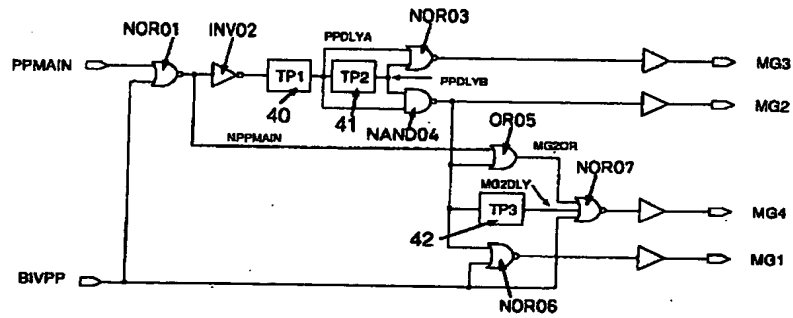 NOR01
INV02
PPDLYA
NOR03
PPMAIN
TP1
TP2
PPDLYB
MG3
40
41
MG2
NAND04
OR05
NPPMAIN
MG2OR
NOR07
MG2DLY
TP3
MG4
42
MG1
BIVPP
NOR06